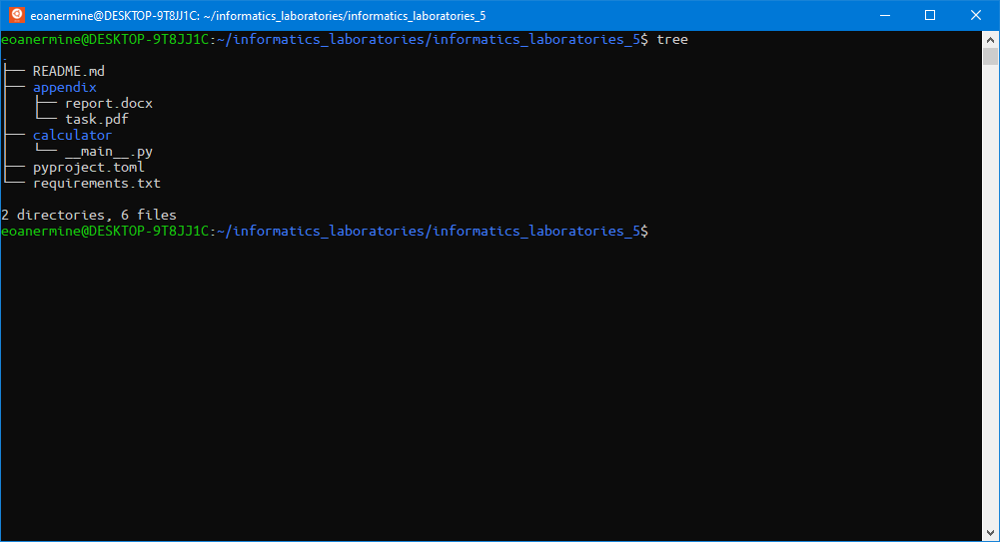 eoanermine@DESKTOP-9T8JJ1C: ~/informatics_laboratories/informatics_laboratories_5
eoanermine@DESKTOP-9T8JJ1C:~/informatics_laboratories/informatics_laboratories_5$ tree
.
├── README.md
├── appendix
│   ├── report.docx
│   └── task.pdf
├── calculator
│   └── __main__.py
├── pyproject.toml
└── requirements.txt
2 directories, 6 files
eoanermine@DESKTOP-9T8JJ1C:~/informatics_laboratories/informatics_laboratories_5$